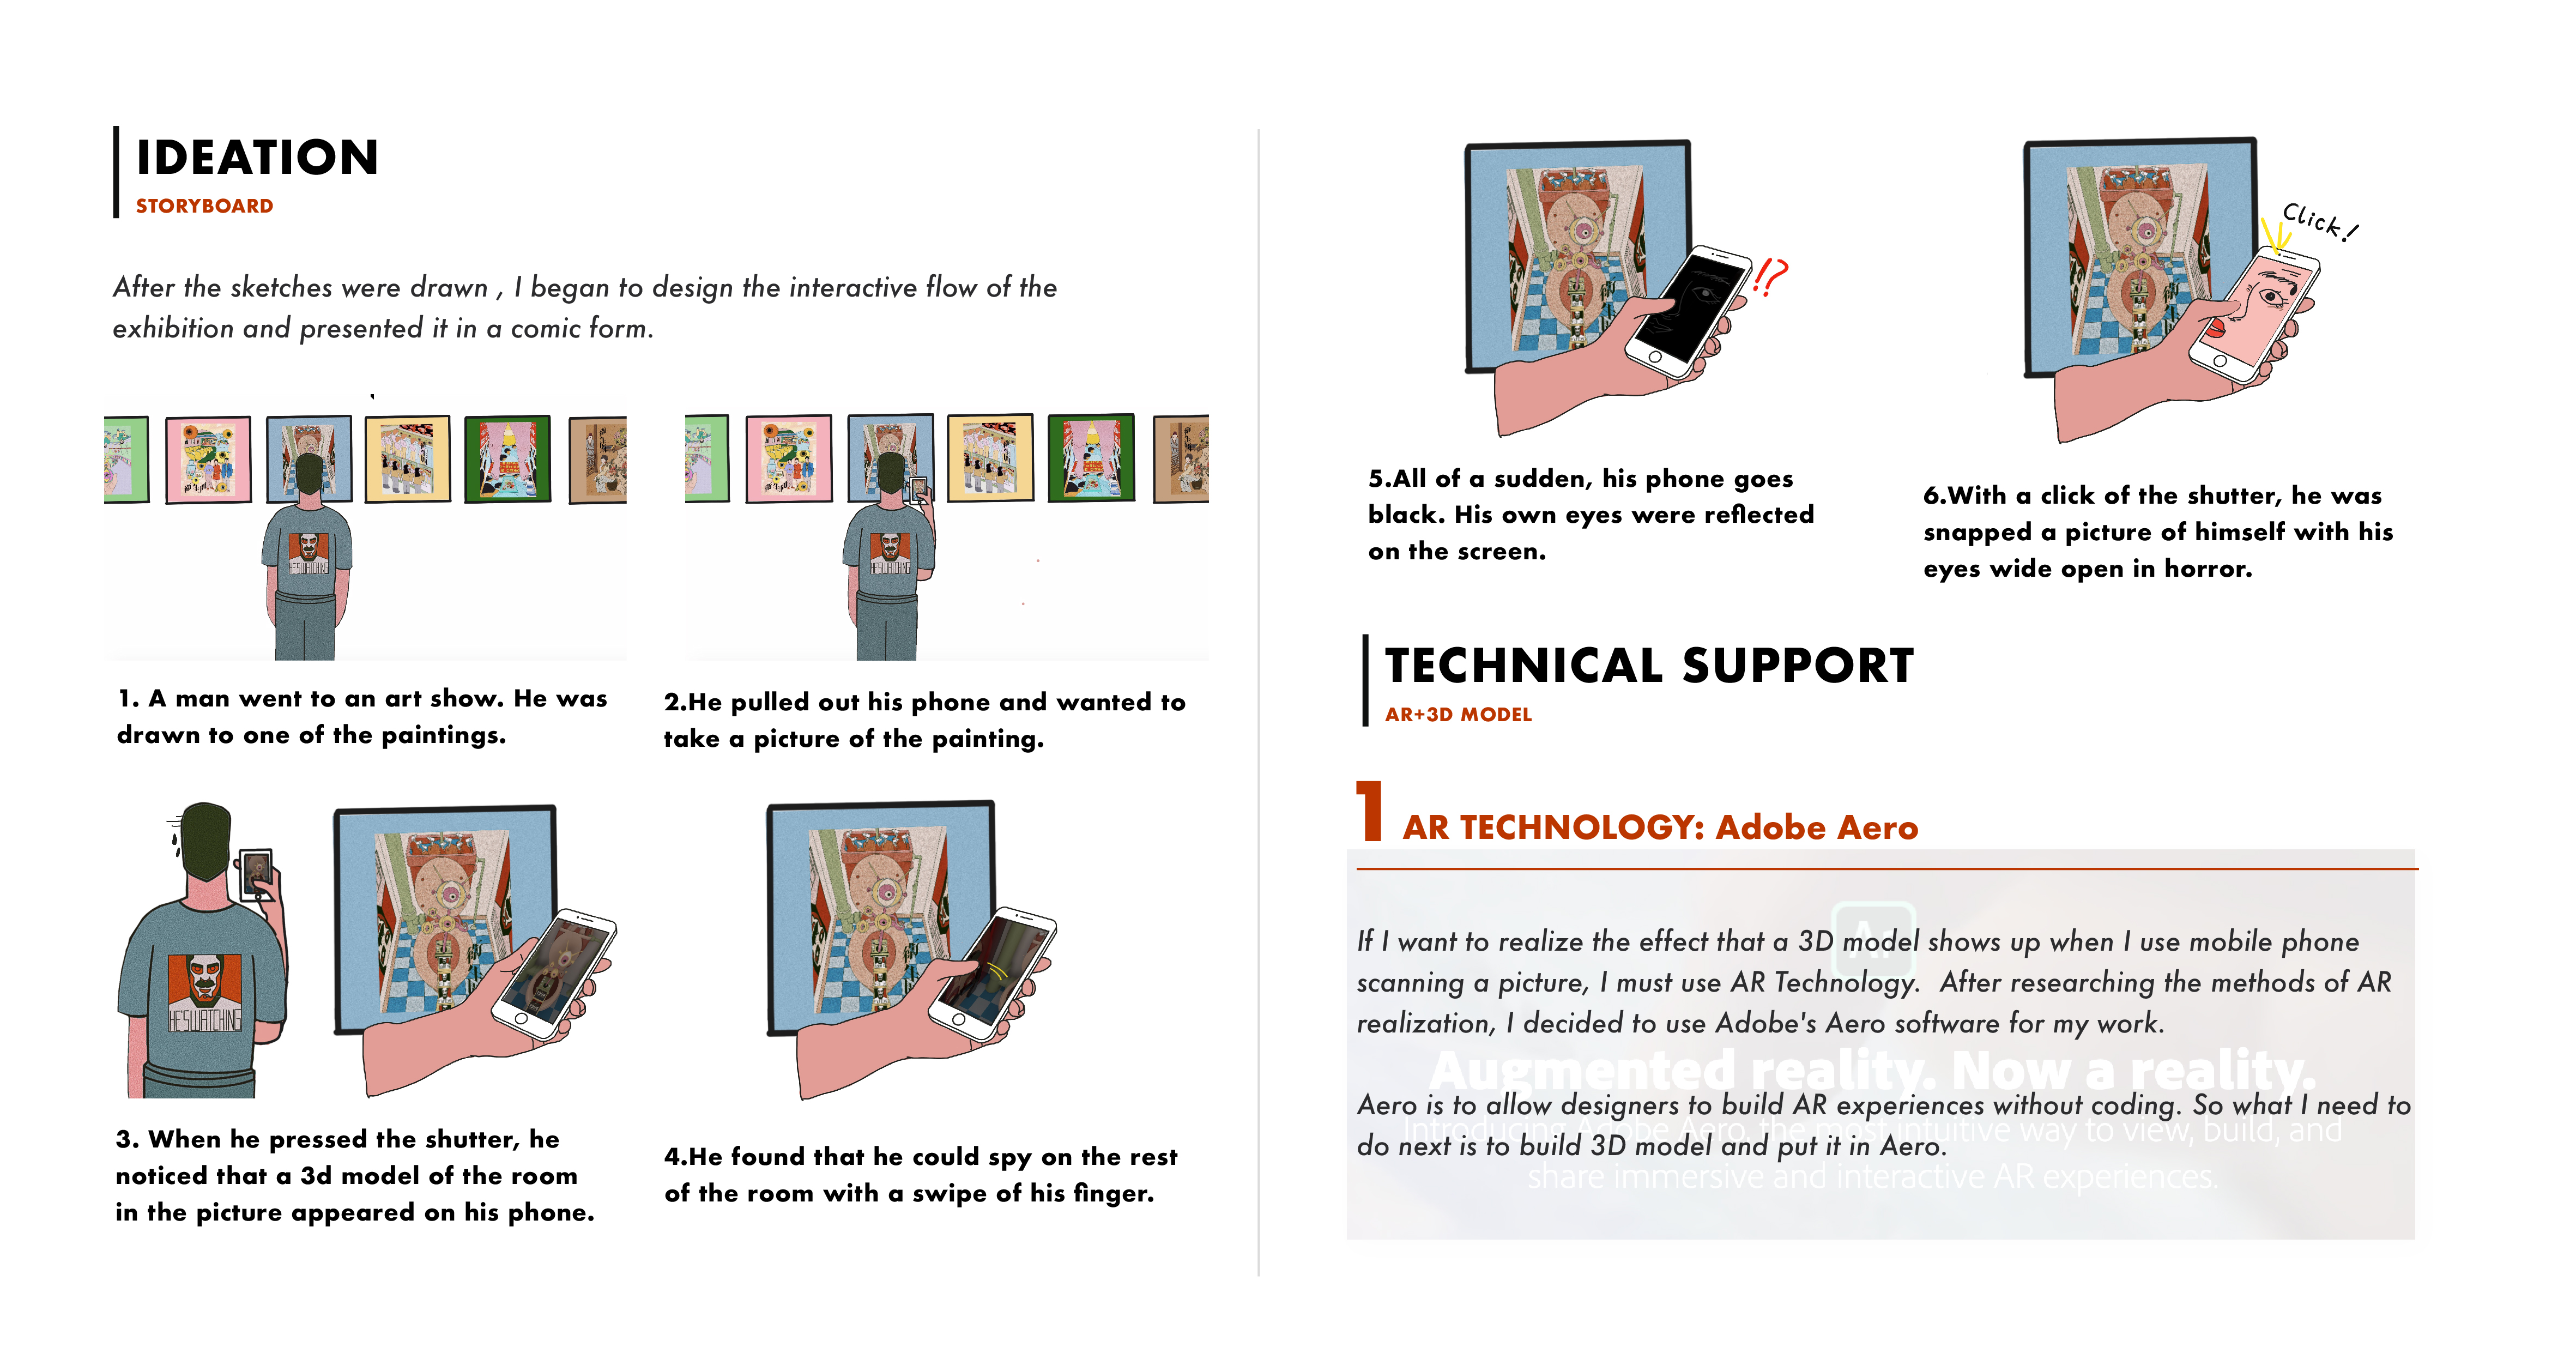 IDEATION
STORYBOARD
After the sketches were drawn , I began to design the interactive flow of the
exhibition and presented it in a comic form.
HE'S WATCHING
HE'S WATCHING
1. A man went to an art show. He was
drawn to one of the paintings.
2.He pulled out his phone and wanted to
take a picture of the painting.
HE'S WATCHING
3. When he pressed the shutter, he
noticed that a 3d model of the room
in the picture appeared on his phone.
4.He found that he could spy on the rest
of the room with a swipe of his finger.
!?
Click!
5.All of a sudden, his phone goes
black. His own eyes were reflected
on the screen.
6.With a click of the shutter, he was
snapped a picture of himself with his
eyes wide open in horror.
TECHNICAL SUPPORT
AR+3D MODEL
1 AR TECHNOLOGY: Adobe Aero
Ar
If I want to realize the effect that a 3D model shows up when I use mobile phone
scanning a picture, I must use AR Technology.  After researching the methods of AR
realization, I decided to use Adobe's Aero software for my work.
Augmented reality. Now a reality.
Aero is to allow designers to build AR experiences without coding. So what I need to
Introducing Adobe Aero, the most intuitive way to view, build, and
do next is to build 3D model and put it in Aero.
share immersive and interactive AR experiences.